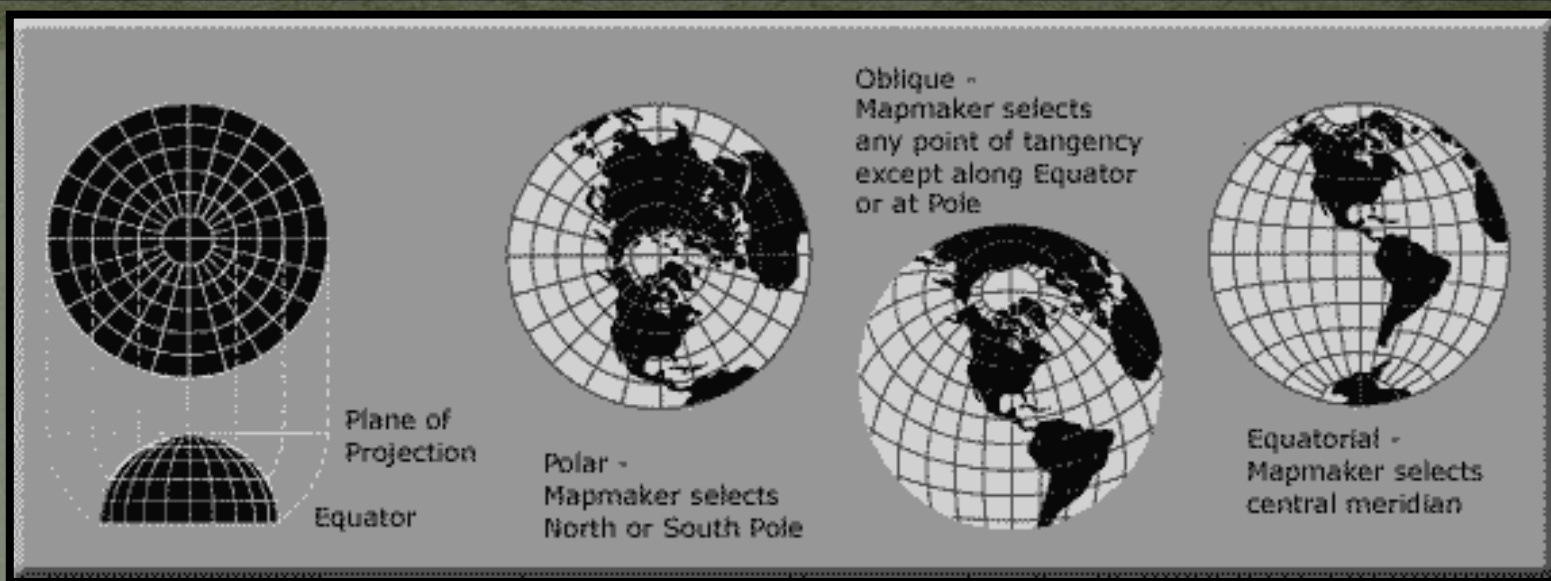 Plane of
Projection
Equator
Polar -
Mapmaker selects
North or South Pole
Oblique -
Mapmaker selects
any point of tangency
except along Equator
or at Pole
Equatorial -
Mapmaker selects
central meridian